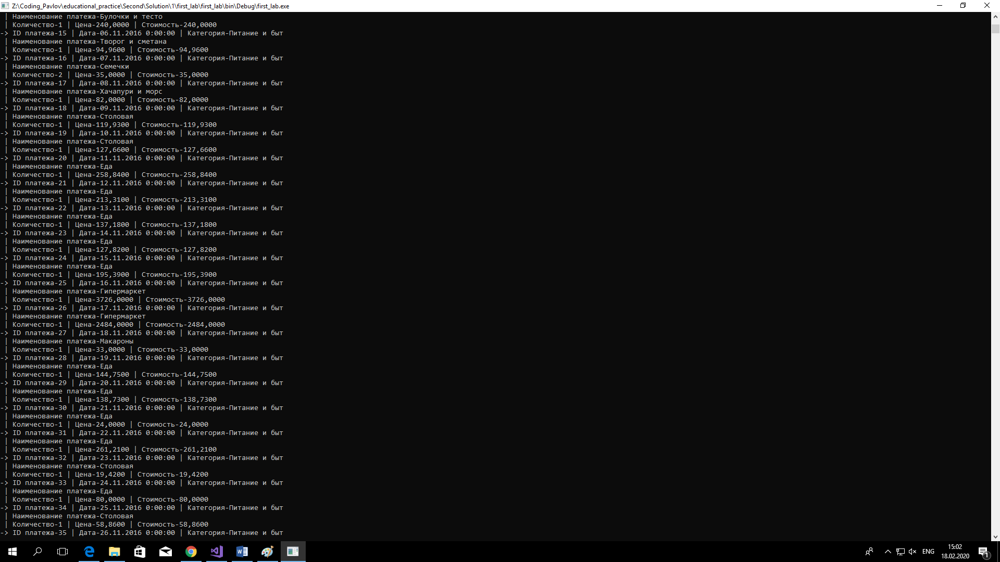 Z:\Coding_Pavlov\educational_practice\Second\Solution\1\first_lab\first_lab\bin\Debug\first_lab.exe
| Наименование платежа-Булочки и тесто
| Количество-1 | Цена-240,0000 | Стоимость-240,0000
-> ID платежа-15 | Дата-06.11.2016 0:00:00 | Категория-Питание и быт
| Наименование платежа-Творог и сметана
| Количество-1 | Цена-94,9600 | Стоимость-94,9600
-> ID платежа-16 | Дата-07.11.2016 0:00:00 | Категория-Питание и быт
| Наименование платежа-Семечки
| Количество-2 | Цена-35,0000 | Стоимость-35,0000
-> ID платежа-17 | Дата-08.11.2016 0:00:00 | Категория-Питание и быт
| Наименование платежа-Хачапури и морс
| Количество-1 | Цена-82,0000 | Стоимость-82,0000
-> ID платежа-18 | Дата-09.11.2016 0:00:00 | Категория-Питание и быт
| Наименование платежа-Столовая
| Количество-1 | Цена-119,9300 | Стоимость-119,9300
-> ID платежа-19 | Дата-10.11.2016 0:00:00 | Категория-Питание и быт
| Наименование платежа-Столовая
| Количество-1 | Цена-127,6600 | Стоимость-127,6600
-> ID платежа-20 | Дата-11.11.2016 0:00:00 | Категория-Питание и быт
| Наименование платежа-Еда
| Количество-1 | Цена-258,8400 | Стоимость-258,8400
-> ID платежа-21 | Дата-12.11.2016 0:00:00 | Категория-Питание и быт
| Наименование платежа-Еда
| Количество-1 | Цена-213,3100 | Стоимость-213,3100
-> ID платежа-22 | Дата-13.11.2016 0:00:00 | Категория-Питание и быт
| Наименование платежа-Еда
| Количество-1 | Цена-137,1800 | Стоимость-137,1800
-> ID платежа-23 | Дата-14.11.2016 0:00:00 | Категория-Питание и быт
| Наименование платежа-Еда
| Количество-1 | Цена-127,8200 | Стоимость-127,8200
-> ID платежа-24 | Дата-15.11.2016 0:00:00 | Категория-Питание и быт
| Наименование платежа-Еда
| Количество-1 | Цена-195,3900 | Стоимость-195,3900
-> ID платежа-25 | Дата-16.11.2016 0:00:00 | Категория-Питание и быт
| Наименование платежа-Гипермаркет
| Количество-1 | Цена-3726,0000 | Стоимость-3726,0000
-> ID платежа-26 | Дата-17.11.2016 0:00:00 | Категория-Питание и быт
| Наименование платежа-Гипермаркет
| Количество-1 | Цена-2484,0000 | Стоимость-2484,0000
-> ID платежа-27 | Дата-18.11.2016 0:00:00 | Категория-Питание и быт
| Наименование платежа-Макароны
| Количество-1 | Цена-33,0000 | Стоимость-33,0000
-> ID платежа-28 | Дата-19.11.2016 0:00:00 | Категория-Питание и быт
| Наименование платежа-Еда
| Количество-1 | Цена-144,7500 | Стоимость-144,7500
-> ID платежа-29 | Дата-20.11.2016 0:00:00 | Категория-Питание и быт
| Наименование платежа-Еда
| Количество-1 | Цена-138,7300 | Стоимость-138,7300
-> ID платежа-30 | Дата-21.11.2016 0:00:00 | Категория-Питание и быт
| Наименование платежа-Еда
| Количество-1 | Цена-24,0000 | Стоимость-24,0000
-> ID платежа-31 | Дата-22.11.2016 0:00:00 | Категория-Питание и быт
| Наименование платежа-Еда
| Количество-1 | Цена-261,2100 | Стоимость-261,2100
-> ID платежа-32 | Дата-23.11.2016 0:00:00 | Категория-Питание и быт
| Наименование платежа-Столовая
| Количество-1 | Цена-19,4200 | Стоимость-19,4200
-> ID платежа-33 | Дата-24.11.2016 0:00:00 | Категория-Питание и быт
| Наименование платежа-Еда
| Количество-1 | Цена-80,0000 | Стоимость-80,0000
-> ID платежа-34 | Дата-25.11.2016 0:00:00 | Категория-Питание и быт
| Наименование платежа-Столовая
| Количество-1 | Цена-58,8600 | Стоимость-58,8600
-> ID платежа-35 | Дата-26.11.2016 0:00:00 | Категория-Питание и быт
ENG
15:02
18.02.2020
1